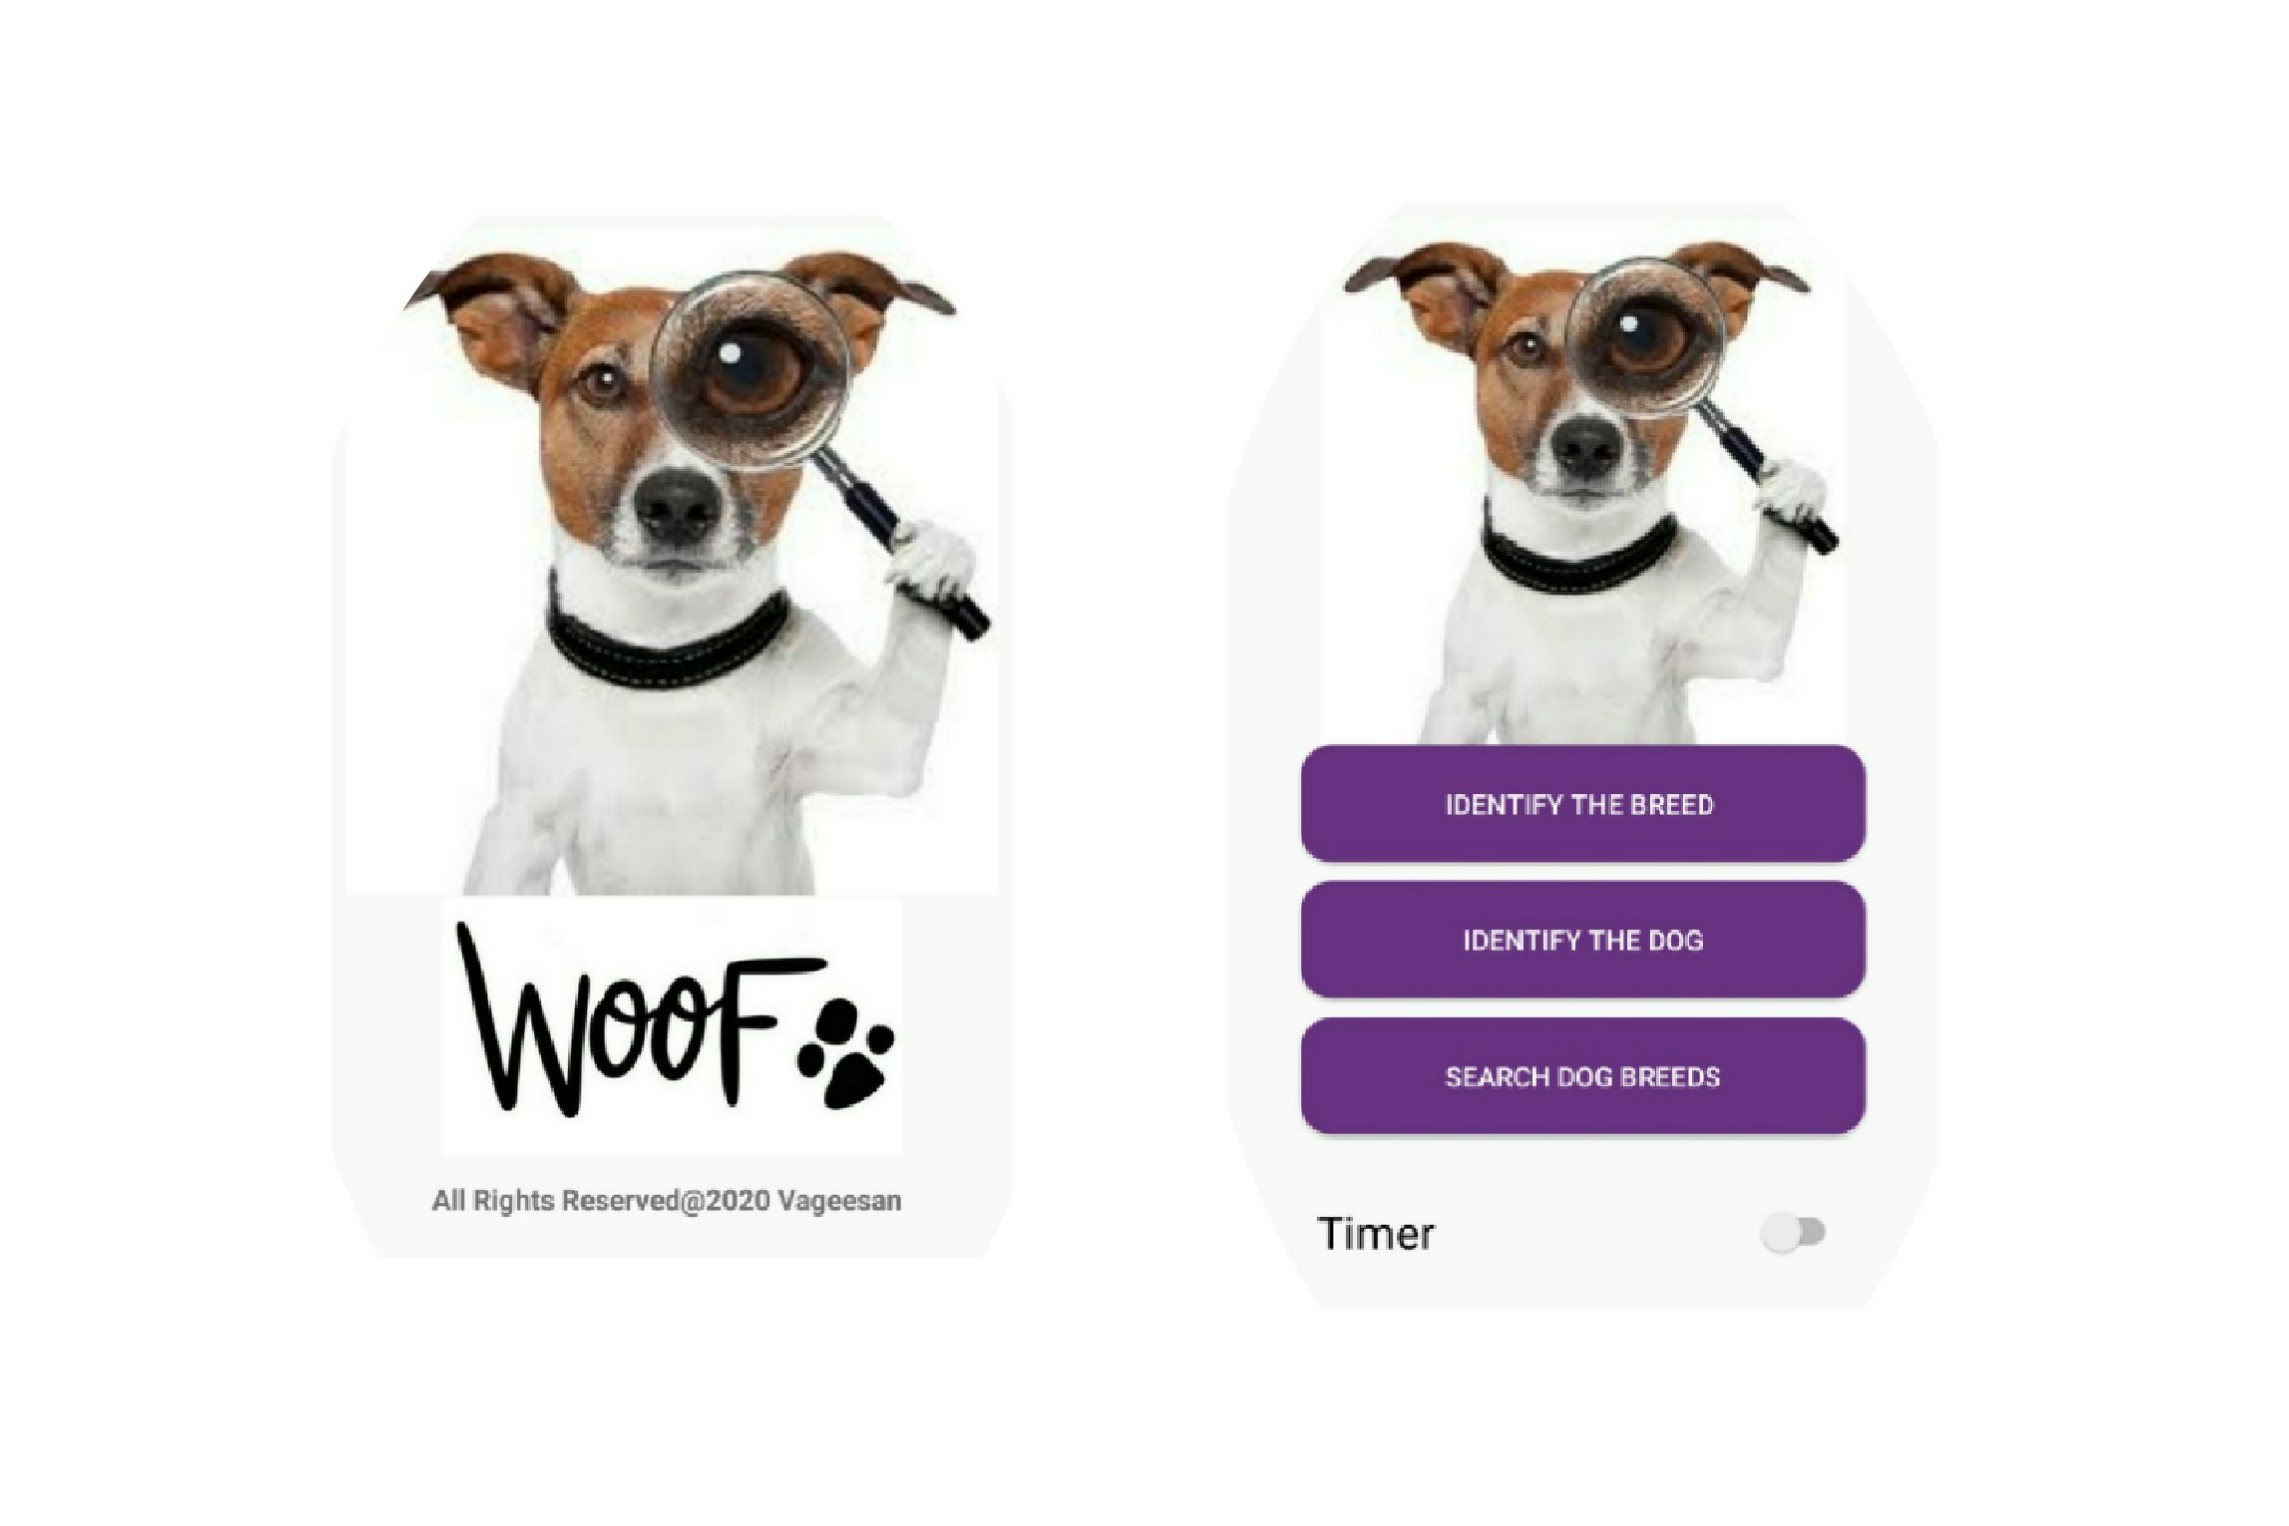 WooF
All Rights Reserved@2020 Vageesan
IDENTIFY THE BREED
IDENTIFY THE DOG
SEARCH DOG BREEDS
Timer